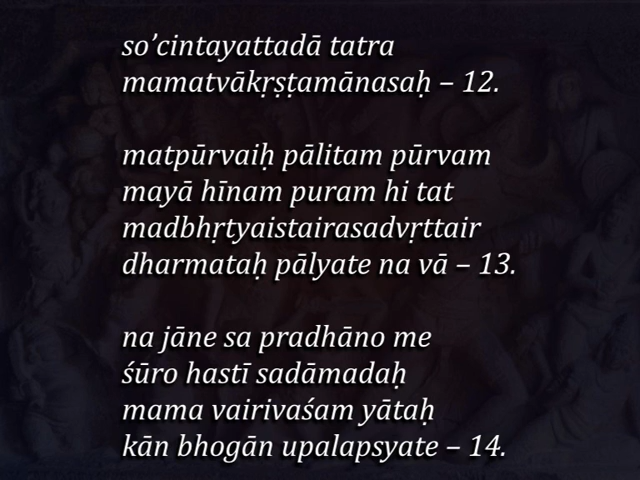 so’cintayattadā tatra
mamatvākṛṣṭamānasaḥ – 12.
matpūrvaiḥ pālitam pūrvam
mayā hīnam puram hi tat
madbhṛtyaistairasadvṛttair
dharmataḥ pālyate na vā – 13.
na jāne sa pradhāno me
śūro hastī sadāmadaḥ
mama vairivaśam yātaḥ
kān bhogān upalapsyate – 14.